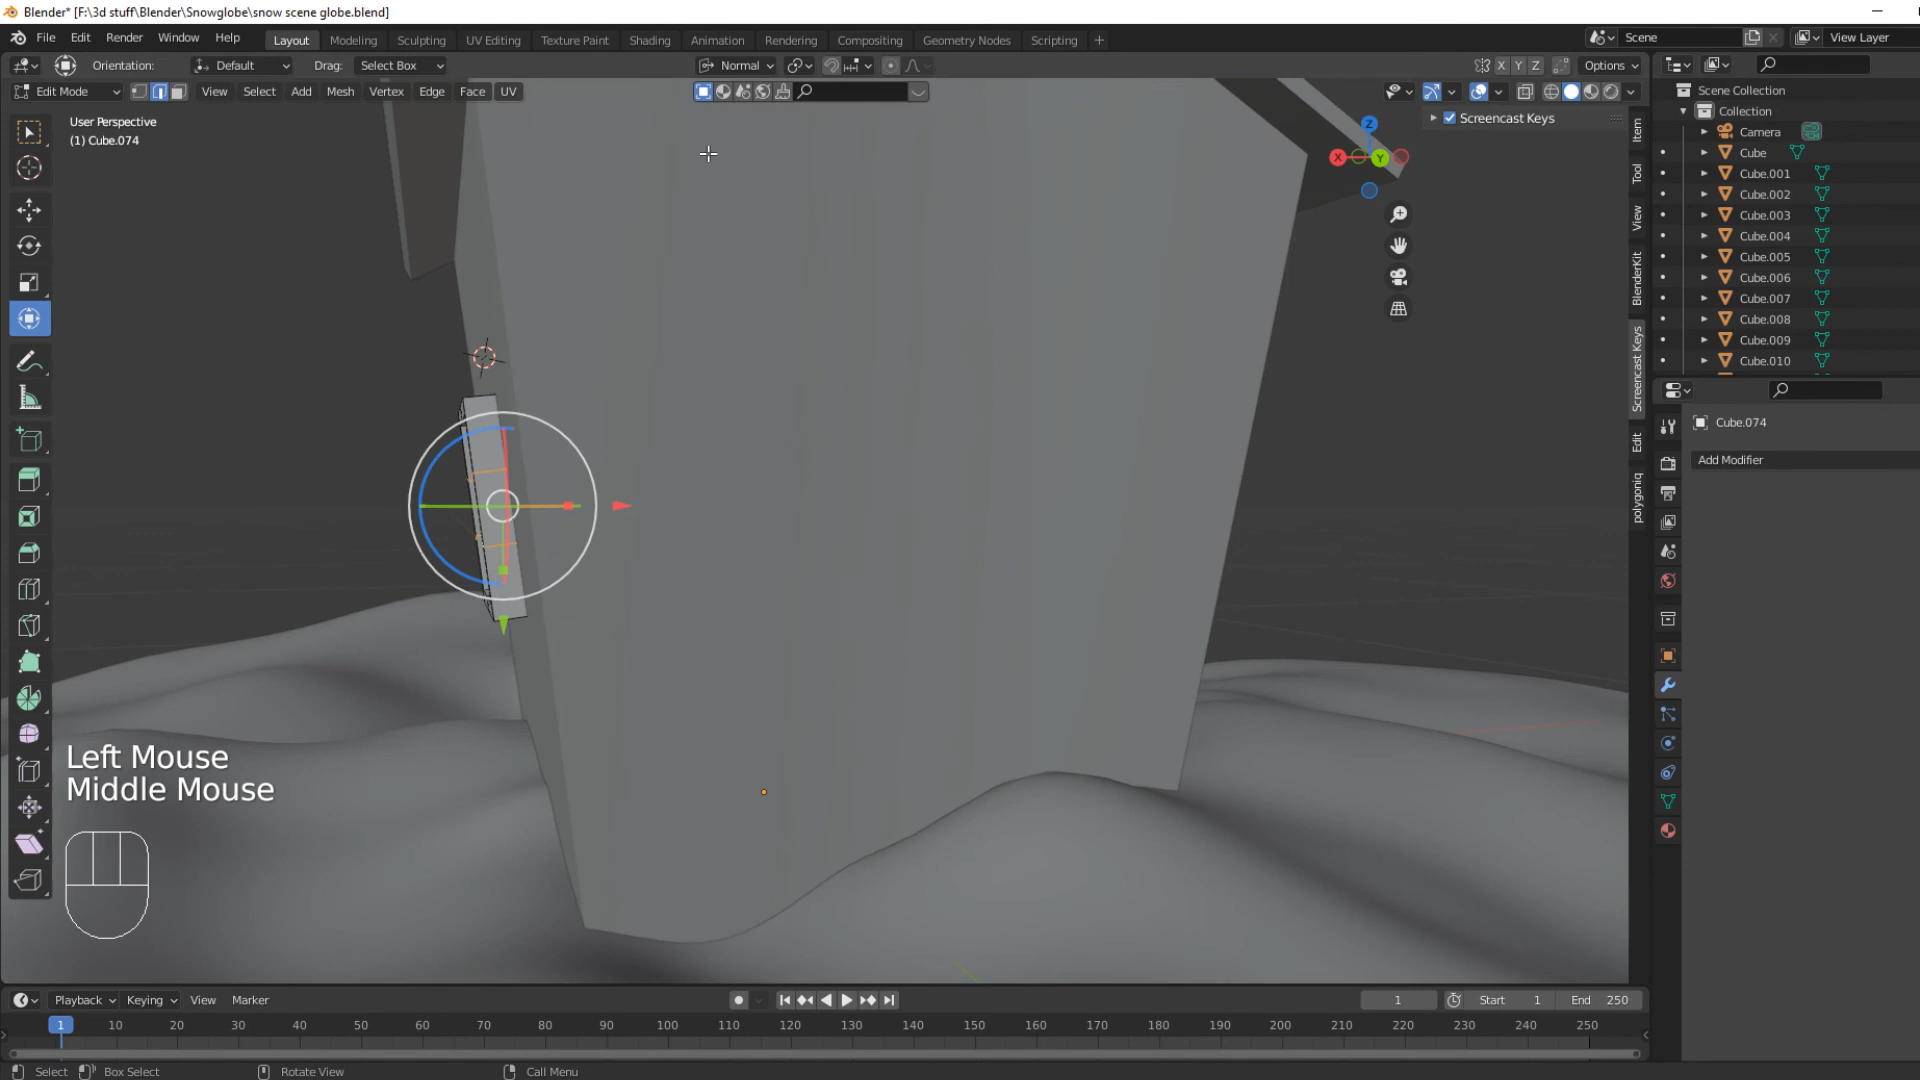 Blender* [F:\3d stuff\Blender\Snowglobe\snow scene globe.blend]
File Edit Render Window Help
Layout Modeling Sculpting UV Editing Texture Paint Shading Animation Rendering Compositing Geometry Nodes Scripting +
Scene
View Layer
Orientation: Default Drag: Select Box
Normal
X Y Z Options
Edit Mode View Select Add Mesh Vertex Edge Face UV
User Perspective
(1) Cube.074
Screencast Keys
Z
X
Y
Item
Tool
View
BlenderKit
Screencast Keys
Edit
polygoniq
Scene Collection
Collection
Camera
Cube
Cube.001
Cube.002
Cube.003
Cube.004
Cube.005
Cube.006
Cube.007
Cube.008
Cube.009
Cube.010
Cube.074
Add Modifier
Left Mouse
Middle Mouse
Playback Keying View Marker
1 Start 1 End 250
1 10 20 30 40 50 60 70 80 90 100 110 120 130 140 150 160 170 180 190 200 210 220 230 240 250
Select Box Select Rotate View Call Menu